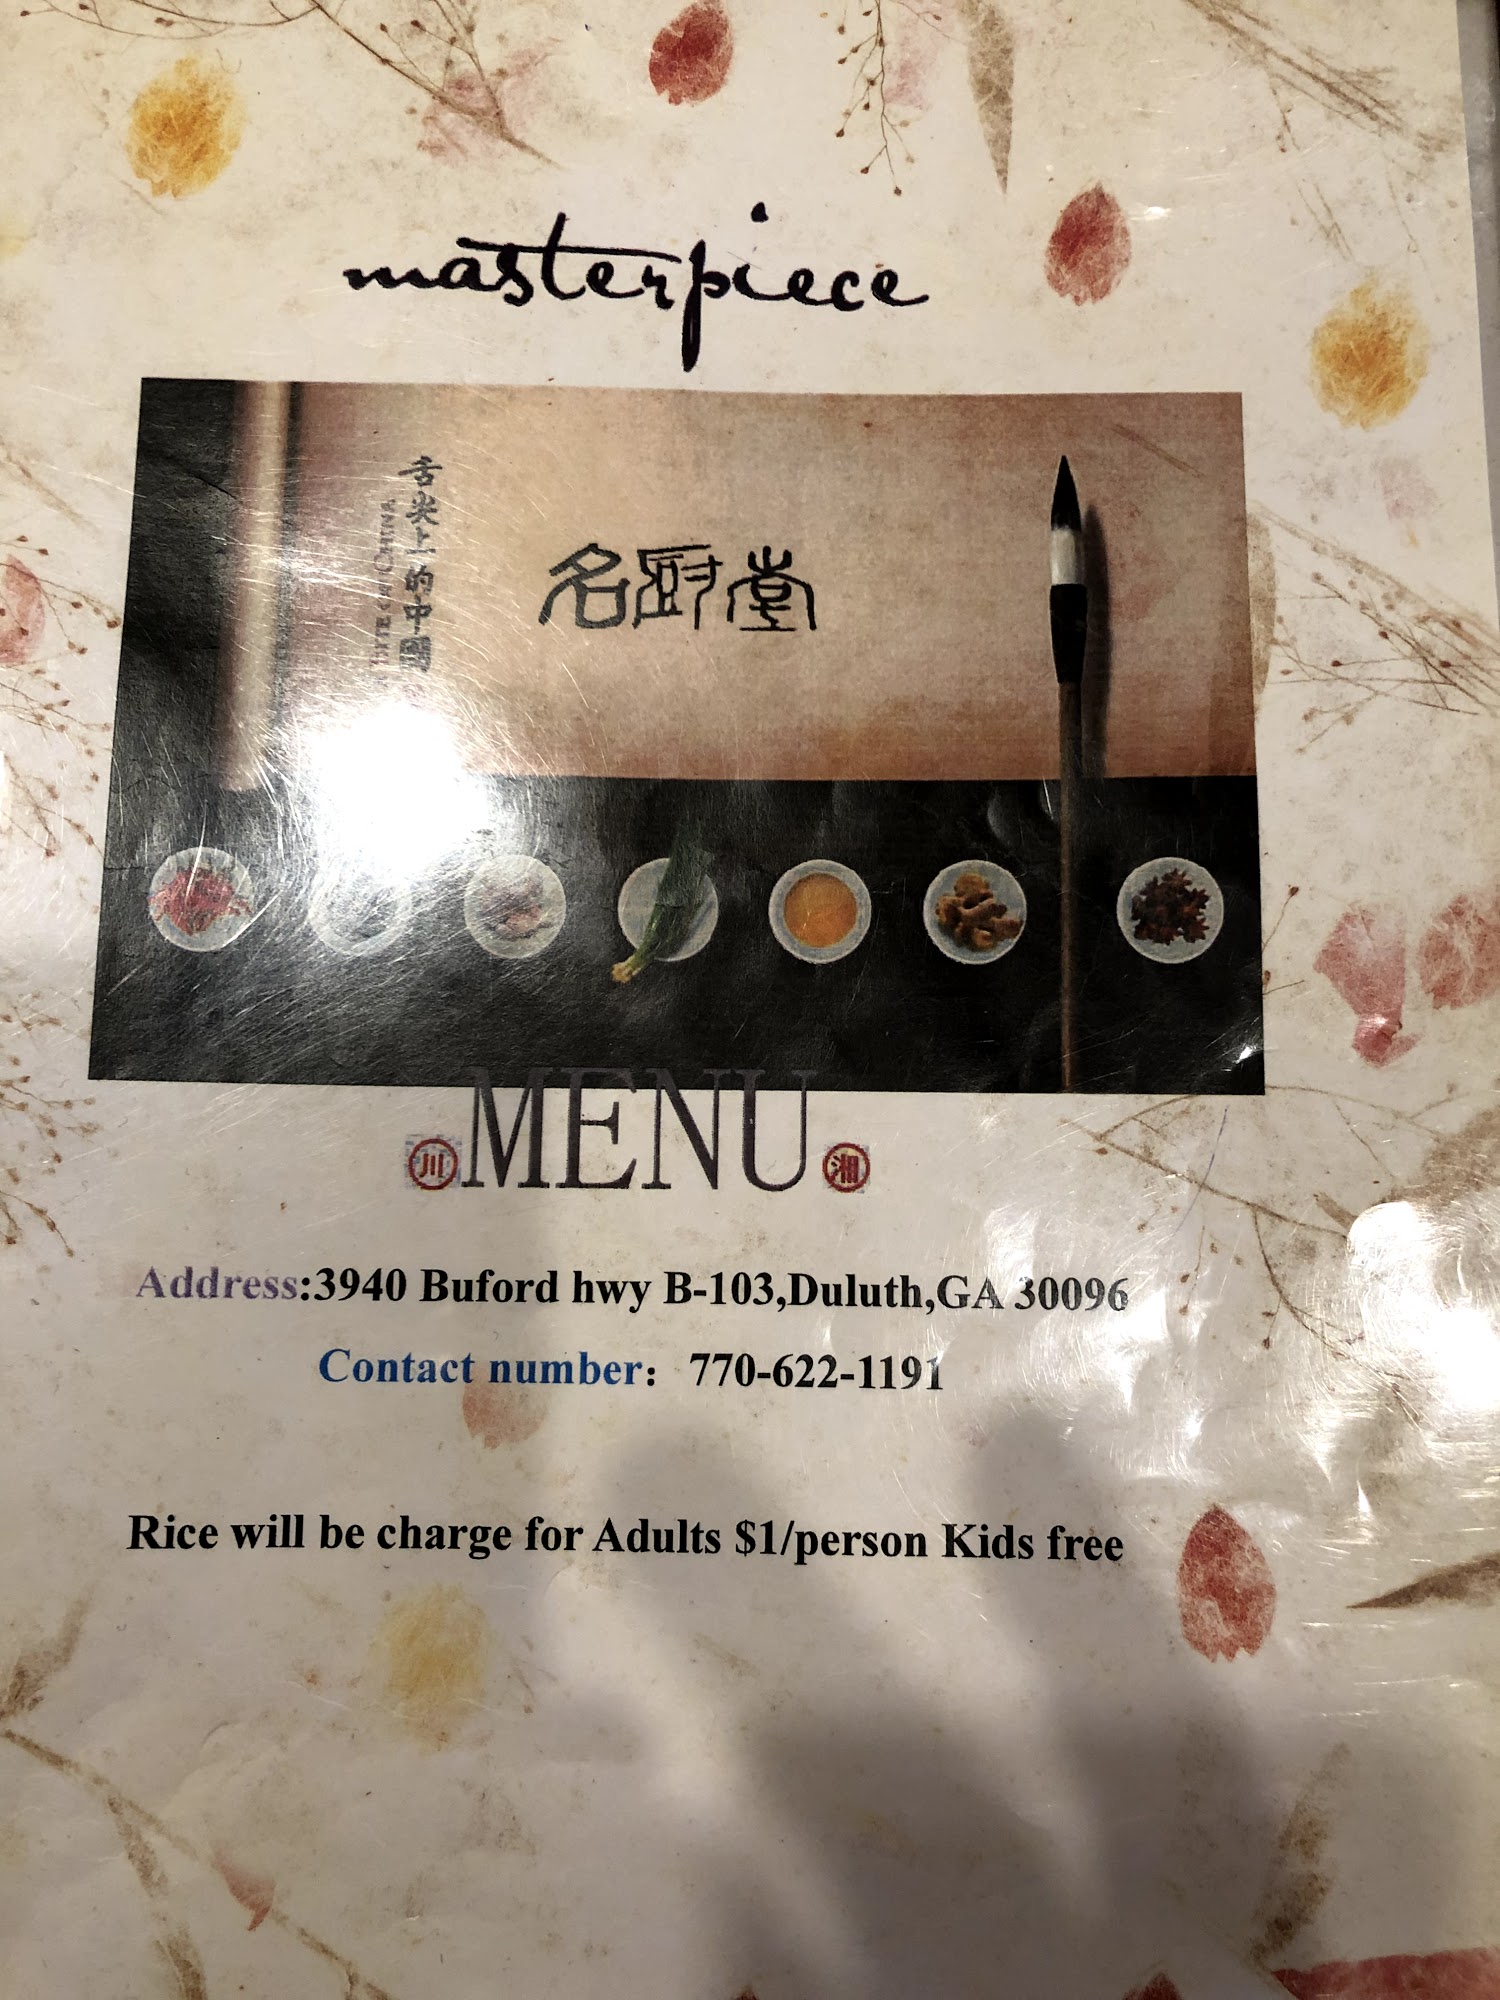 masterpiece
舌尖上的中國
名厨堂
川 MENU 湘
Address:3940 Buford hwy B-103,Duluth,GA 30096
Contact number：770-622-1191
Rice will be charge for Adults $1/person Kids free